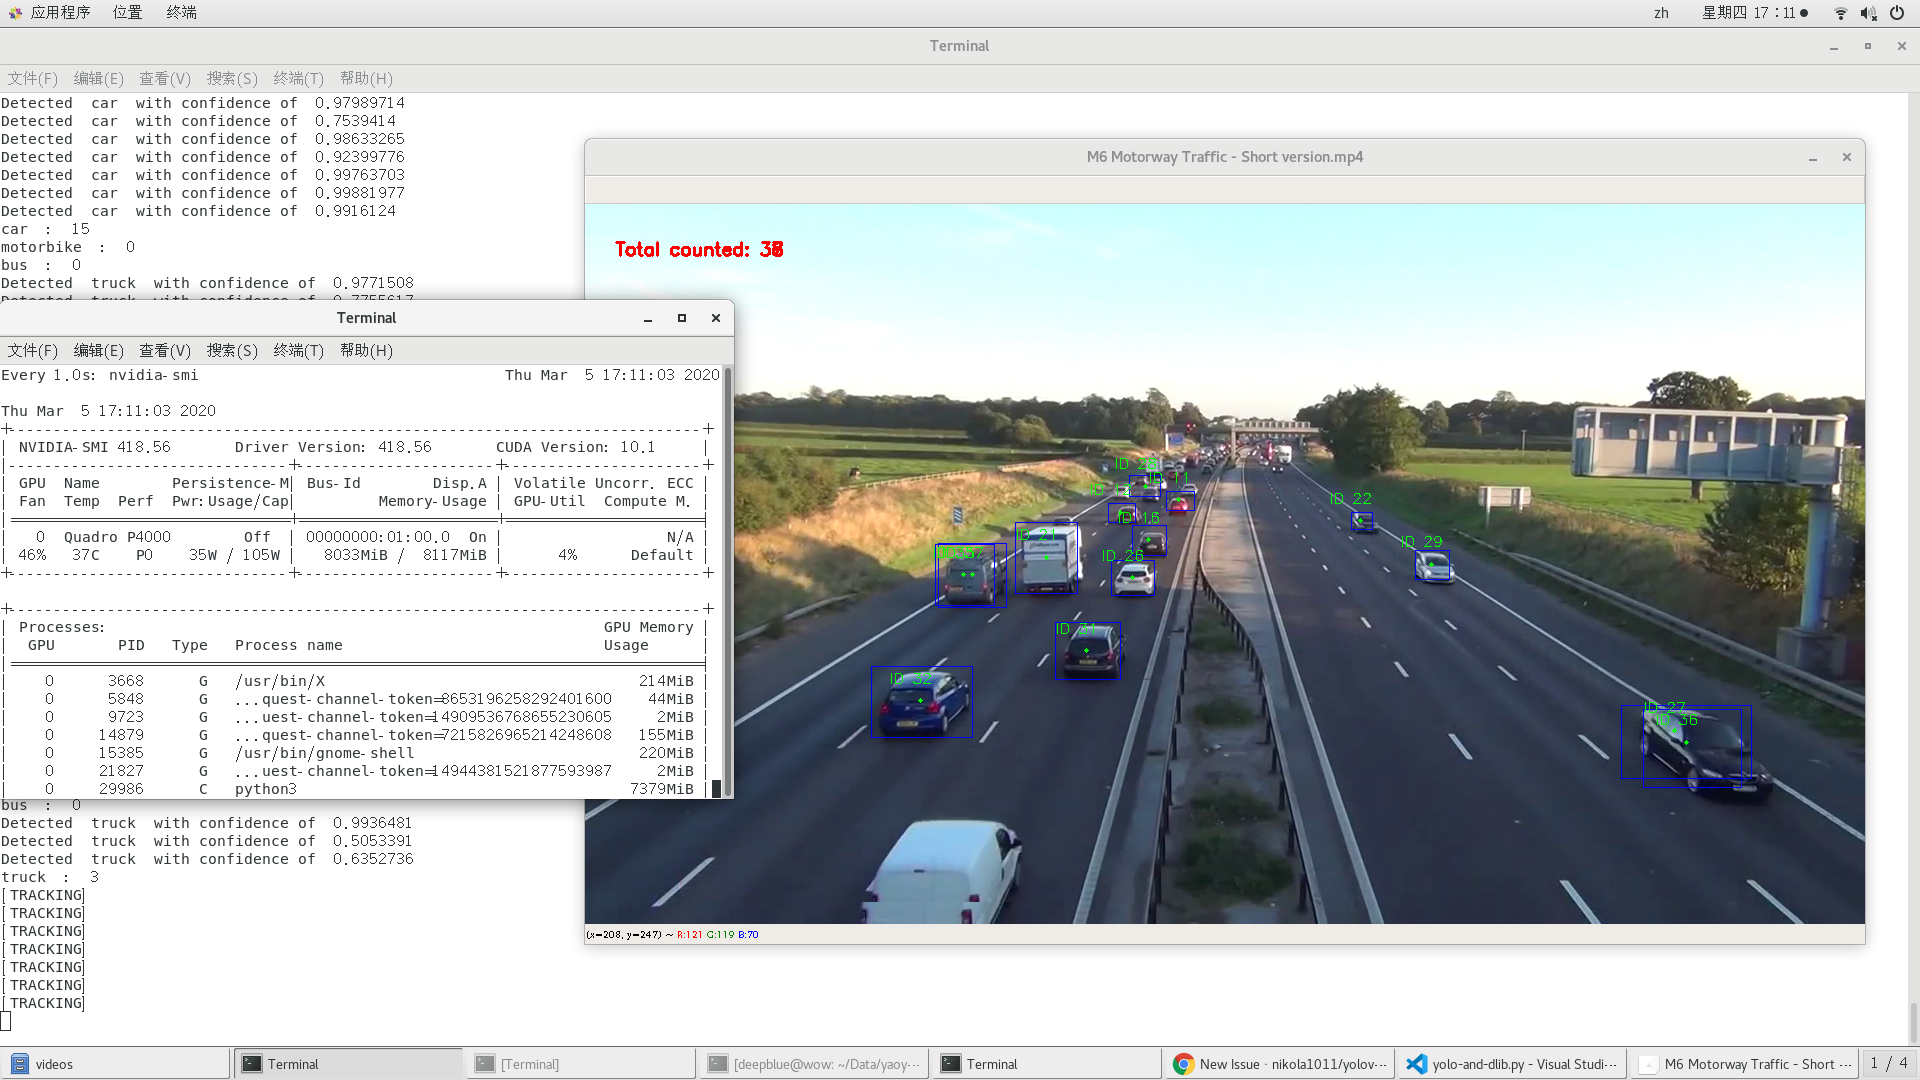 应用程序 位置 终端 zh 星期四 17：11
Terminal
文件(F) 编辑(E) 查看(V) 搜索(S) 终端(T) 帮助(H)
Detected car with confidence of 0.97989714
Detected car with confidence of 0.7539414
Detected car with confidence of 0.98633265
Detected car with confidence of 0.92399776
Detected car with confidence of 0.99763703
Detected car with confidence of 0.99881977
Detected car with confidence of 0.9916124
car : 15
motorbike : 0
bus : 0
Detected truck with confidence of 0.9771508
Terminal
文件(F) 编辑(E) 查看(V) 搜索(S) 终端(T) 帮助(H)
Every 1.0s: nvidia-smi Thu Mar 5 17:11:03 2020
Thu Mar 5 17:11:03 2020
NVIDIA-SMI 418.56 Driver Version: 418.56 CUDA Version: 10.1
GPU Name Persistence-M| Bus-Id Disp.A | Volatile Uncorr. ECC
Fan Temp Perf Pwr:Usage/Cap| Memory-Usage | GPU-Util Compute M.
0 Quadro P4000 Off | 00000000:01:00.0 On | N/A
46% 37C P0 35W / 105W | 8033MiB / 8117MiB | 4% Default
Processes: GPU Memory
GPU PID Type Process name Usage
0 3668 G /usr/bin/X 214MiB
0 5848 G ...quest-channel-token=8653196258292401600 44MiB
0 9723 G ...uest-channel-token=14909536768655230605 2MiB
0 14879 G ...quest-channel-token=7215826965214248608 155MiB
0 15385 G /usr/bin/gnome-shell 220MiB
0 21827 G ...uest-channel-token=14944381521877593987 2MiB
0 29986 C python3 7379MiB
bus : 0
Detected truck with confidence of 0.9936481
Detected truck with confidence of 0.5053391
Detected truck with confidence of 0.6352736
truck : 3
[TRACKING]
[TRACKING]
[TRACKING]
[TRACKING]
[TRACKING]
[TRACKING]
[TRACKING]
M6 Motorway Traffic - Short version.mp4
Total counted:
ID 11
ID 22
ID 16
ID 29
ID 26
ID 27
ID 36
(x=208, y=247) ~ R:121 G:119 B:70
videos
Terminal
[Terminal]
[deepblue@wow: ~/Data/yaoy···
Terminal
New Issue · nikola1011/yolov···
yolo-and-dlib.py - Visual Studi···
M6 Motorway Traffic - Short ···
1 / 4